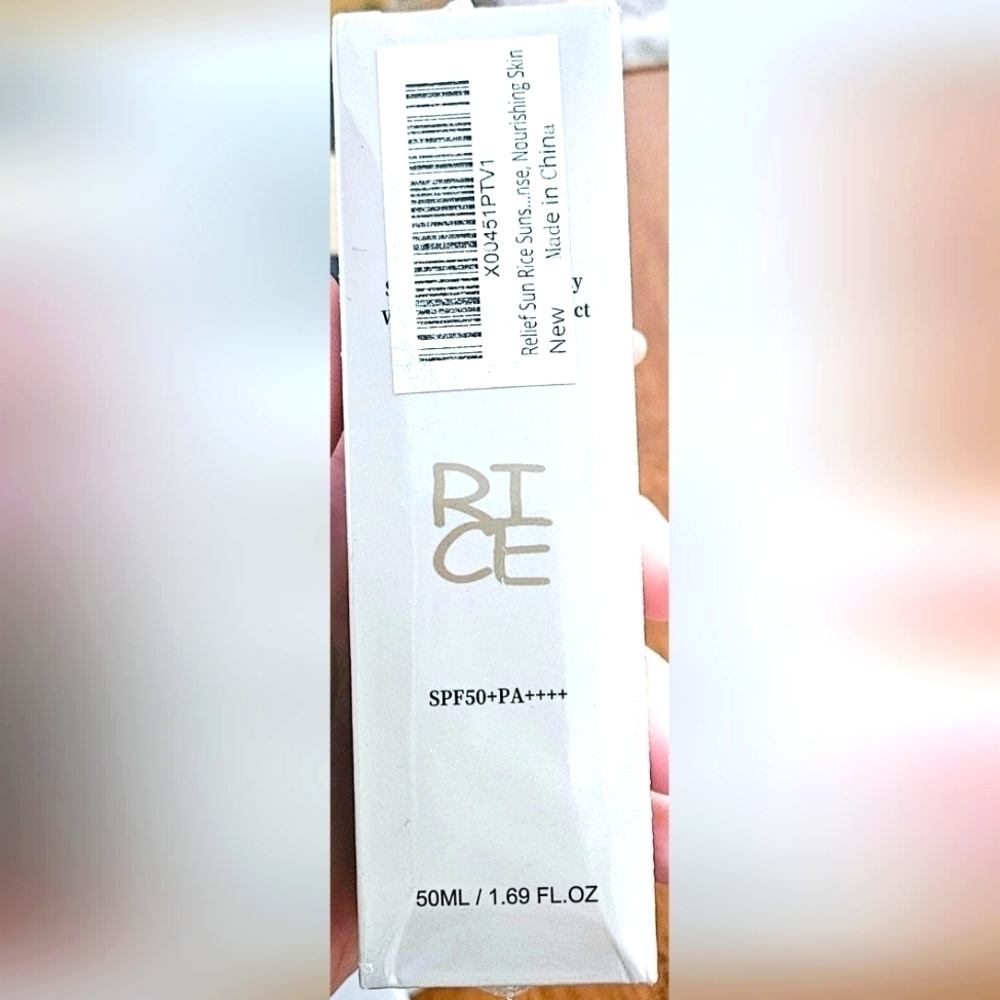 X00451PTV1
Relief Sun Rice Suns...nse, Nourishing Skin
New Made in China
y
ct
RI
CE
SPF50+PA++++
50ML / 1.69 FL.OZ